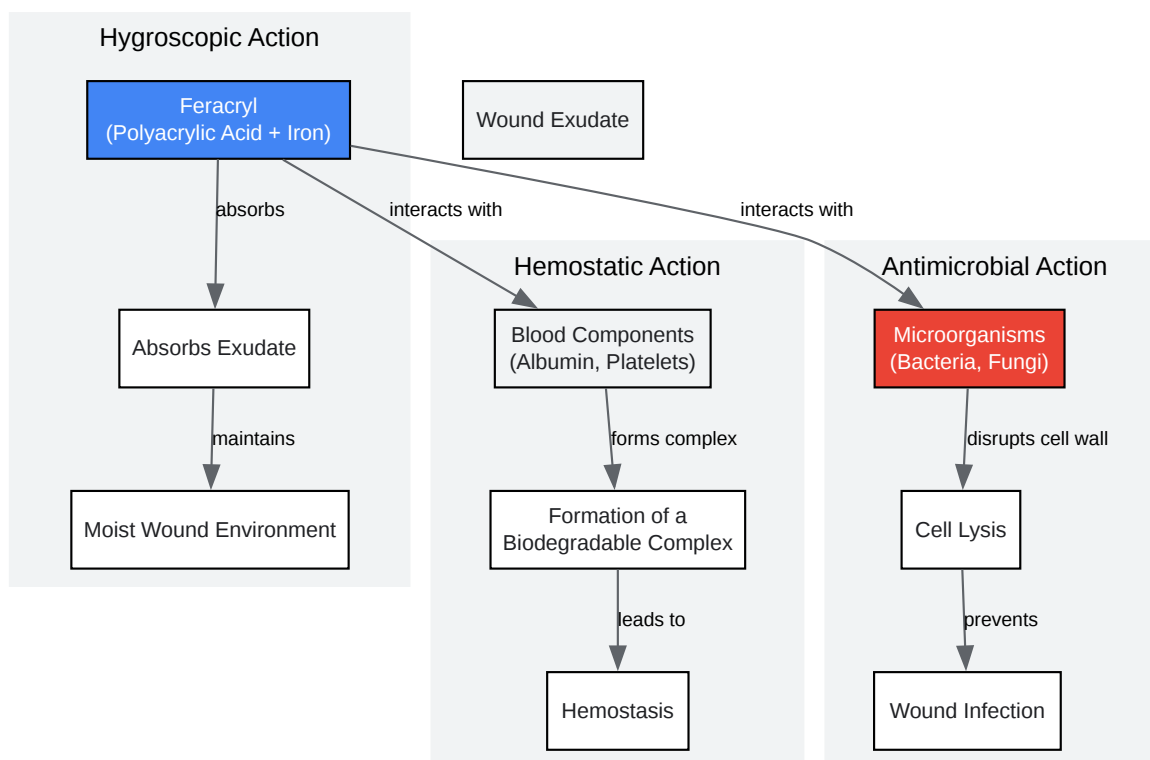 Hygroscopic Action
Feracryl
(Polyacrylic Acid + Iron)
Wound Exudate
absorbs
interacts with
interacts with
Hemostatic Action
Antimicrobial Action
Absorbs Exudate
Blood Components
(Albumin, Platelets)
Microorganisms
(Bacteria, Fungi)
maintains
forms complex
disrupts cell wall
Moist Wound Environment
Formation of a
Biodegradable Complex
Cell Lysis
leads to
prevents
Hemostasis
Wound Infection